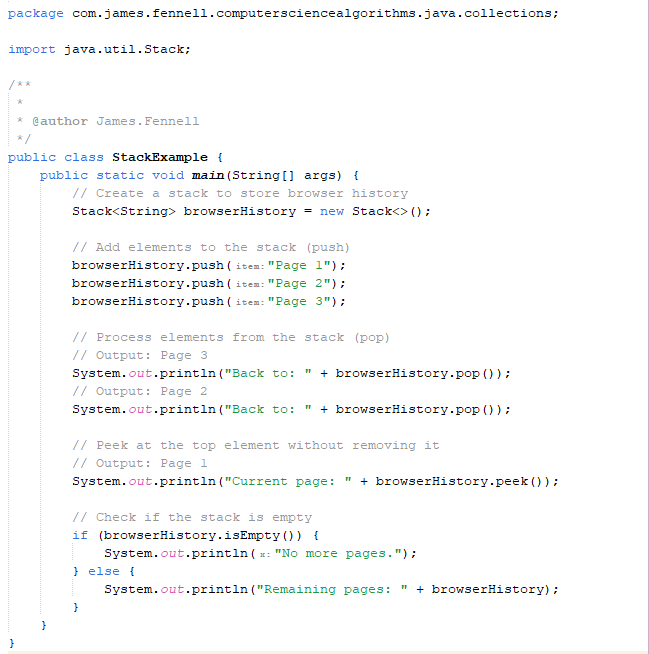 package com.james.fennell.computersciencealgorithms.java.collections;
import java.util.Stack;
/**
 *
 * @author James.Fennell
 */
public class StackExample {
    public static void main(String[] args) {
        // Create a stack to store browser history
        Stack<String> browserHistory = new Stack<>();
        // Add elements to the stack (push)
        browserHistory.push( item: "Page 1");
        browserHistory.push( item: "Page 2");
        browserHistory.push( item: "Page 3");
        // Process elements from the stack (pop)
        // Output: Page 3
        System.out.println("Back to: " + browserHistory.pop());
        // Output: Page 2
        System.out.println("Back to: " + browserHistory.pop());
        // Peek at the top element without removing it
        // Output: Page 1
        System.out.println("Current page: " + browserHistory.peek());
        // Check if the stack is empty
        if (browserHistory.isEmpty()) {
            System.out.println( x: "No more pages.");
        } else {
            System.out.println("Remaining pages: " + browserHistory);
        }
    }
}